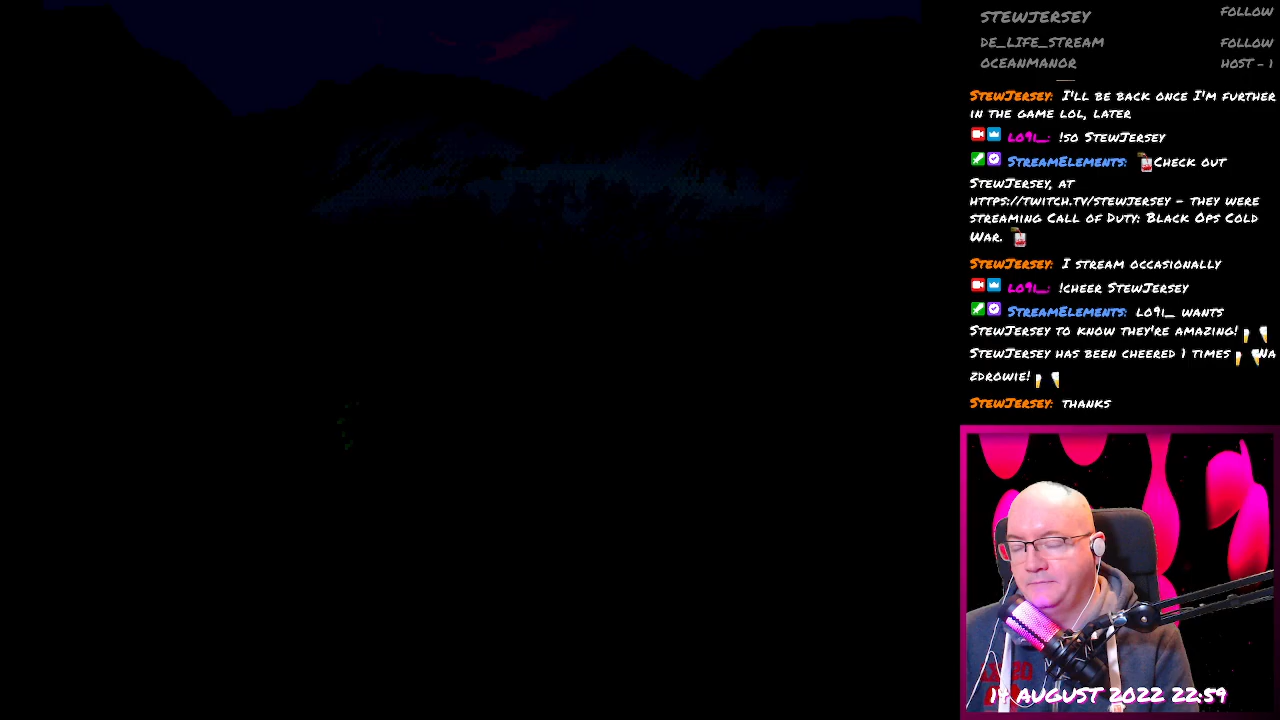 STEWJERSEY FOLLOW
DE_LIFE_STREAM FOLLOW
OCEANMANOR HOST - 1
STEWJERSEY: I'LL BE BACK ONCE I'M FURTHER
IN THE GAME LOL, LATER
LO9I_: !SO STEWJERSEY
STREAMELEMENTS: CHECK OUT
STEWJERSEY, AT
HTTPS://TWITCH.TV/STEWJERSEY - THEY WERE
STREAMING CALL OF DUTY: BLACK OPS COLD
WAR.
STEWJERSEY: I STREAM OCCASIONALLY
LO9I_: !CHEER STEWJERSEY
STREAMELEMENTS: LO9I_ WANTS
STEWJERSEY TO KNOW THEY'RE AMAZING!
STEWJERSEY HAS BEEN CHEERED 1 TIMES NA
ZDROWIE!
STEWJERSEY: THANKS
14 AUGUST 2022 22:59